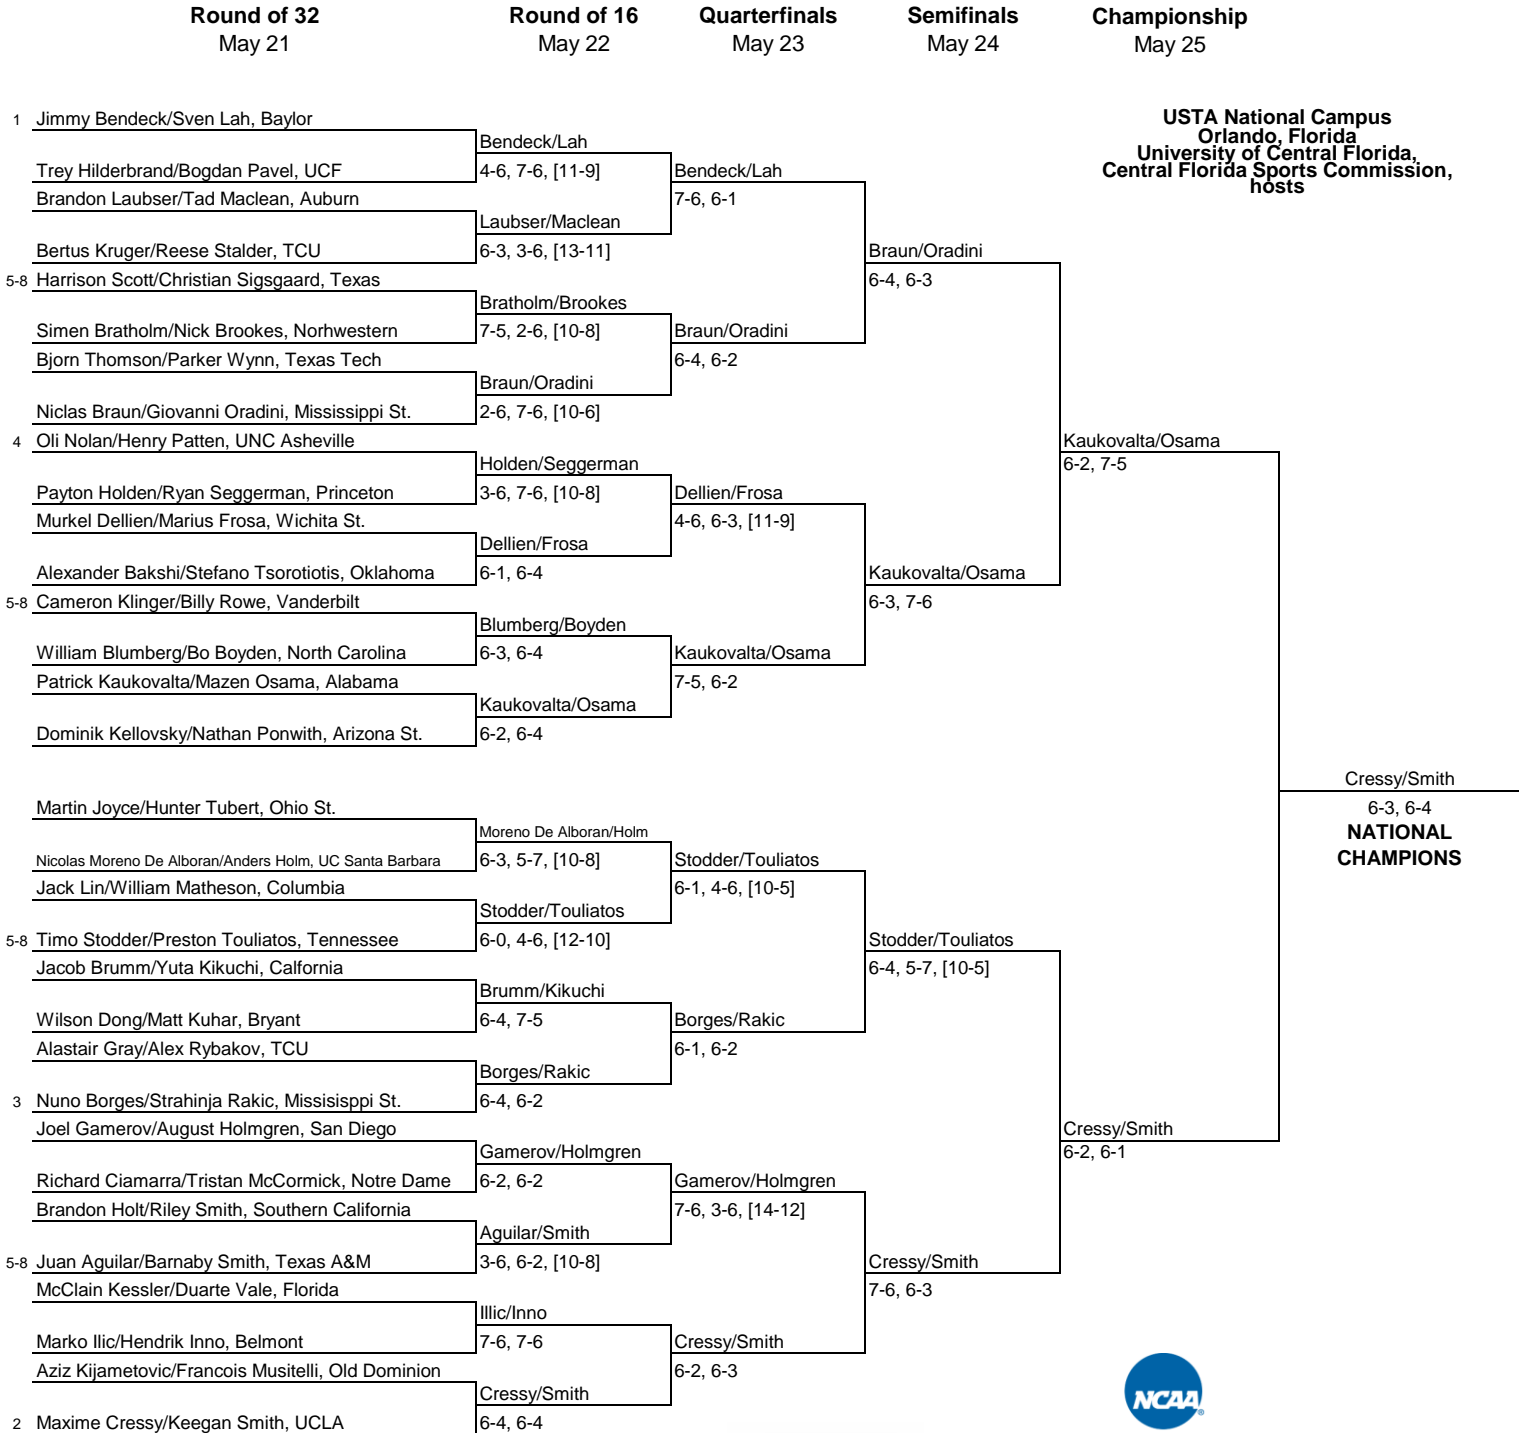 Round of 32 Round of 16 Quarterfinals Semifinals Championship
May 21 May 22 May 23 May 24 May 25
USTA National Campus
Orlando, Florida
University of Central Florida,
Central Florida Sports Commission,
hosts
1 Jimmy Bendeck/Sven Lah, Baylor
Bendeck/Lah
Trey Hilderbrand/Bogdan Pavel, UCF 4-6, 7-6, [11-9] Bendeck/Lah
Brandon Laubser/Tad Maclean, Auburn 7-6, 6-1
Laubser/Maclean
Bertus Kruger/Reese Stalder, TCU 6-3, 3-6, [13-11] Braun/Oradini
5-8 Harrison Scott/Christian Sigsgaard, Texas 6-4, 6-3
Bratholm/Brookes
Simen Bratholm/Nick Brookes, Norhwestern 7-5, 2-6, [10-8] Braun/Oradini
Bjorn Thomson/Parker Wynn, Texas Tech 6-4, 6-2
Braun/Oradini
Niclas Braun/Giovanni Oradini, Mississippi St. 2-6, 7-6, [10-6]
4 Oli Nolan/Henry Patten, UNC Asheville Kaukovalta/Osama
Holden/Seggerman 6-2, 7-5
Payton Holden/Ryan Seggerman, Princeton 3-6, 7-6, [10-8] Dellien/Frosa
Murkel Dellien/Marius Frosa, Wichita St. 4-6, 6-3, [11-9]
Dellien/Frosa
Alexander Bakshi/Stefano Tsorotiotis, Oklahoma 6-1, 6-4 Kaukovalta/Osama
5-8 Cameron Klinger/Billy Rowe, Vanderbilt 6-3, 7-6
Blumberg/Boyden
William Blumberg/Bo Boyden, North Carolina 6-3, 6-4 Kaukovalta/Osama
Patrick Kaukovalta/Mazen Osama, Alabama 7-5, 6-2
Kaukovalta/Osama
Dominik Kellovsky/Nathan Ponwith, Arizona St. 6-2, 6-4
Cressy/Smith
Martin Joyce/Hunter Tubert, Ohio St. 6-3, 6-4
Moreno De Alboran/Holm NATIONAL
Nicolas Moreno De Alboran/Anders Holm, UC Santa Barbara 6-3, 5-7, [10-8] Stodder/Touliatos CHAMPIONS
Jack Lin/William Matheson, Columbia 6-1, 4-6, [10-5]
Stodder/Touliatos
5-8 Timo Stodder/Preston Touliatos, Tennessee 6-0, 4-6, [12-10] Stodder/Touliatos
Jacob Brumm/Yuta Kikuchi, Calfornia 6-4, 5-7, [10-5]
Brumm/Kikuchi
Wilson Dong/Matt Kuhar, Bryant 6-4, 7-5 Borges/Rakic
Alastair Gray/Alex Rybakov, TCU 6-1, 6-2
Borges/Rakic
3 Nuno Borges/Strahinja Rakic, Missisisppi St. 6-4, 6-2
Joel Gamerov/August Holmgren, San Diego Cressy/Smith
Gamerov/Holmgren 6-2, 6-1
Richard Ciamarra/Tristan McCormick, Notre Dame 6-2, 6-2 Gamerov/Holmgren
Brandon Holt/Riley Smith, Southern California 7-6, 3-6, [14-12]
Aguilar/Smith
5-8 Juan Aguilar/Barnaby Smith, Texas A&M 3-6, 6-2, [10-8] Cressy/Smith
McClain Kessler/Duarte Vale, Florida 7-6, 6-3
Illic/Inno
Marko Ilic/Hendrik Inno, Belmont 7-6, 7-6 Cressy/Smith
Aziz Kijametovic/Francois Musitelli, Old Dominion 6-2, 6-3
Cressy/Smith NCAA®
2 Maxime Cressy/Keegan Smith, UCLA 6-4, 6-4